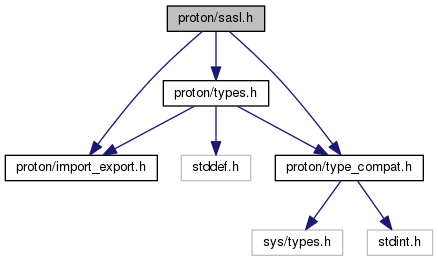 proton/sasl.h
proton/types.h
proton/import_export.h
stddef.h
proton/type_compat.h
sys/types.h
stdint.h